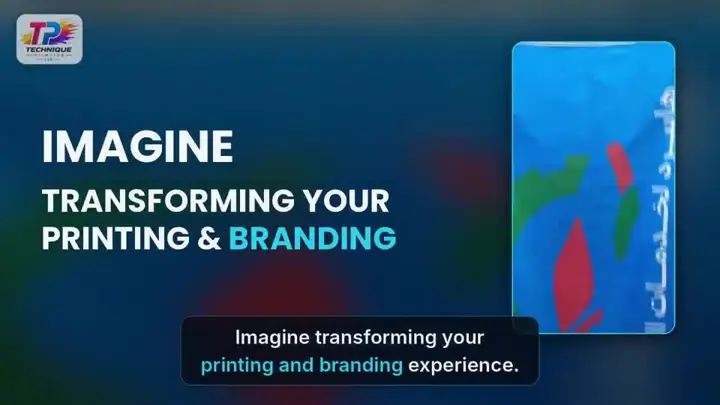 TP
TECHNIQUE
IMAGINE
TRANSFORMING YOUR
PRINTING & BRANDING
Imagine transforming your
printing and branding experience.